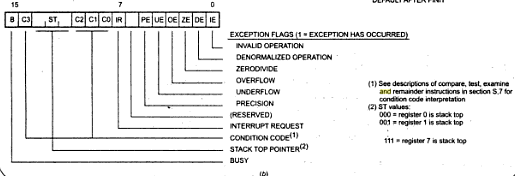 DEFAULT AFTER FINIT
15 7 0
B C3 ST C2 C1 C0 IR PE UE OE ZE DE IE
EXCEPTION FLAGS (1 = EXCEPTION HAS OCCURRED)
INVALID OPERATION
DENORMALIZED OPERATION
ZERODIVIDE
OVERFLOW
UNDERFLOW
PRECISION
(RESERVED)
INTERRUPT REQUEST
CONDITION CODE(1)
STACK TOP POINTER(2)
BUSY
(1) See descriptions of compare, test, examine
and remainder instructions in section S.7 for
condition code interpretation
(2) ST values:
000 = register 0 is stack top
001 = register 1 is stack top
111 = register 7 is stack top